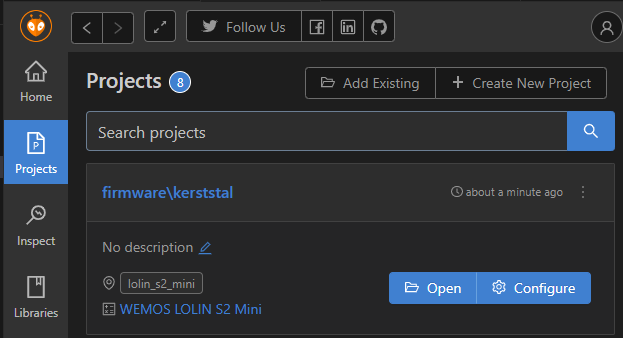 Follow Us
Home
Projects
Inspect
Libraries
Projects 8
Add Existing
Create New Project
Search projects
firmware\kerststal
about a minute ago
No description
lolin_s2_mini
WEMOS LOLIN S2 Mini
Open
Configure